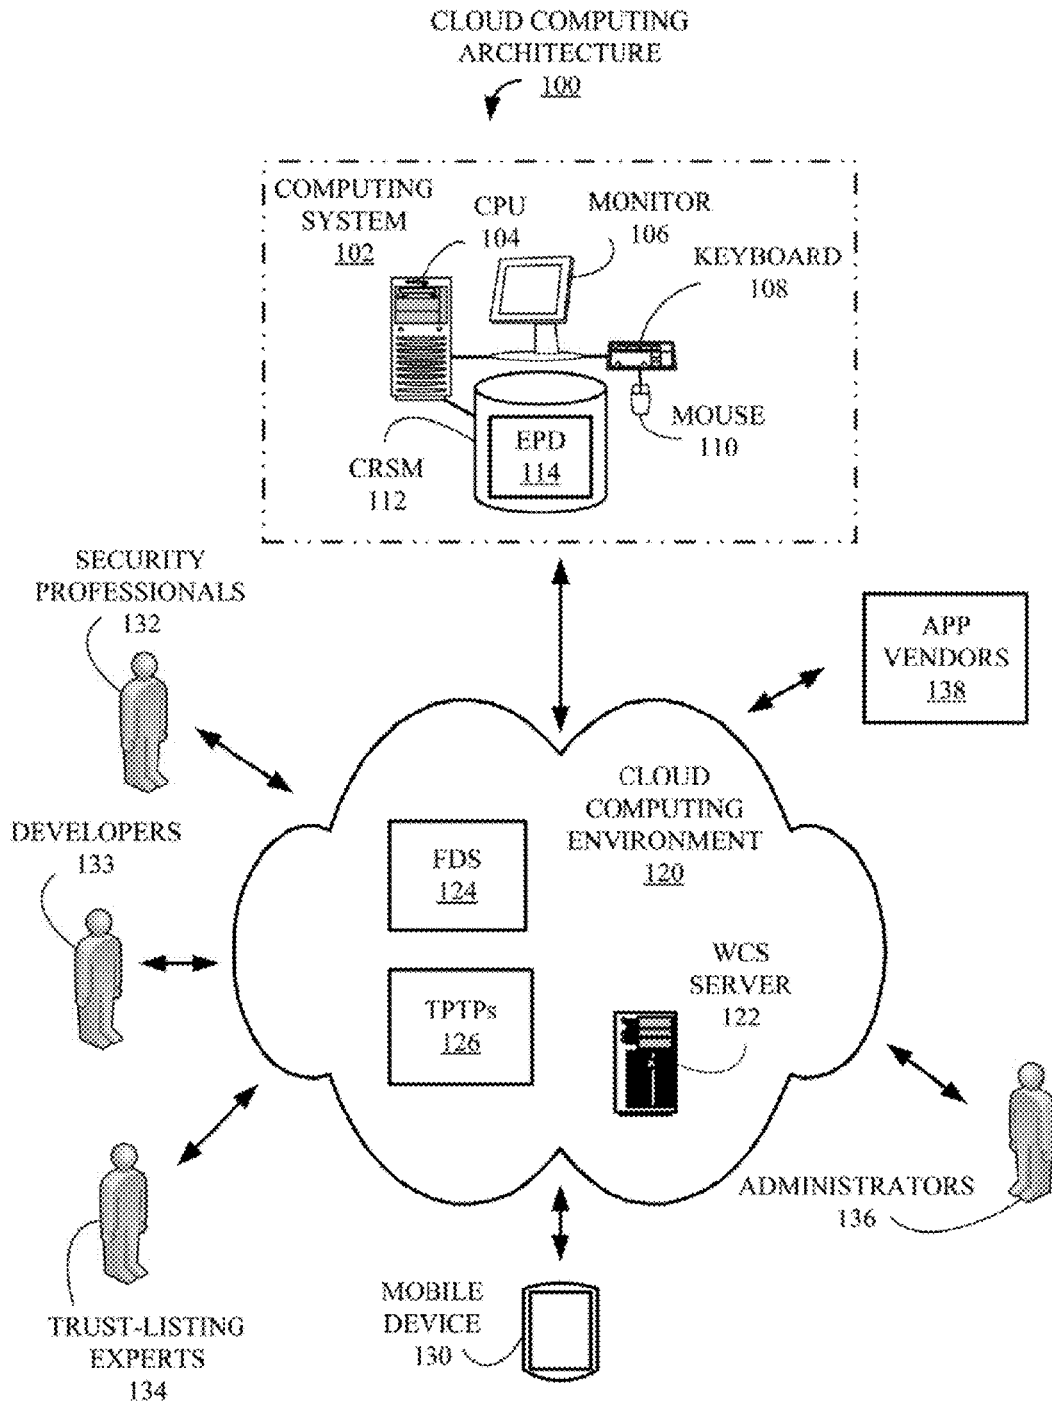 CLOUD COMPUTING
ARCHITECTURE
100
COMPUTING
SYSTEM
102
CPU
104
MONITOR
106
KEYBOARD
108
MOUSE
110
EPD
114
CRSM
112
SECURITY
PROFESSIONALS
132
APP
VENDORS
138
CLOUD
COMPUTING
ENVIRONMENT
120
DEVELOPERS
133
FDS
124
WCS
SERVER
122
TPTPs
126
ADMINISTRATORS
136
MOBILE
DEVICE
130
TRUST-LISTING
EXPERTS
134